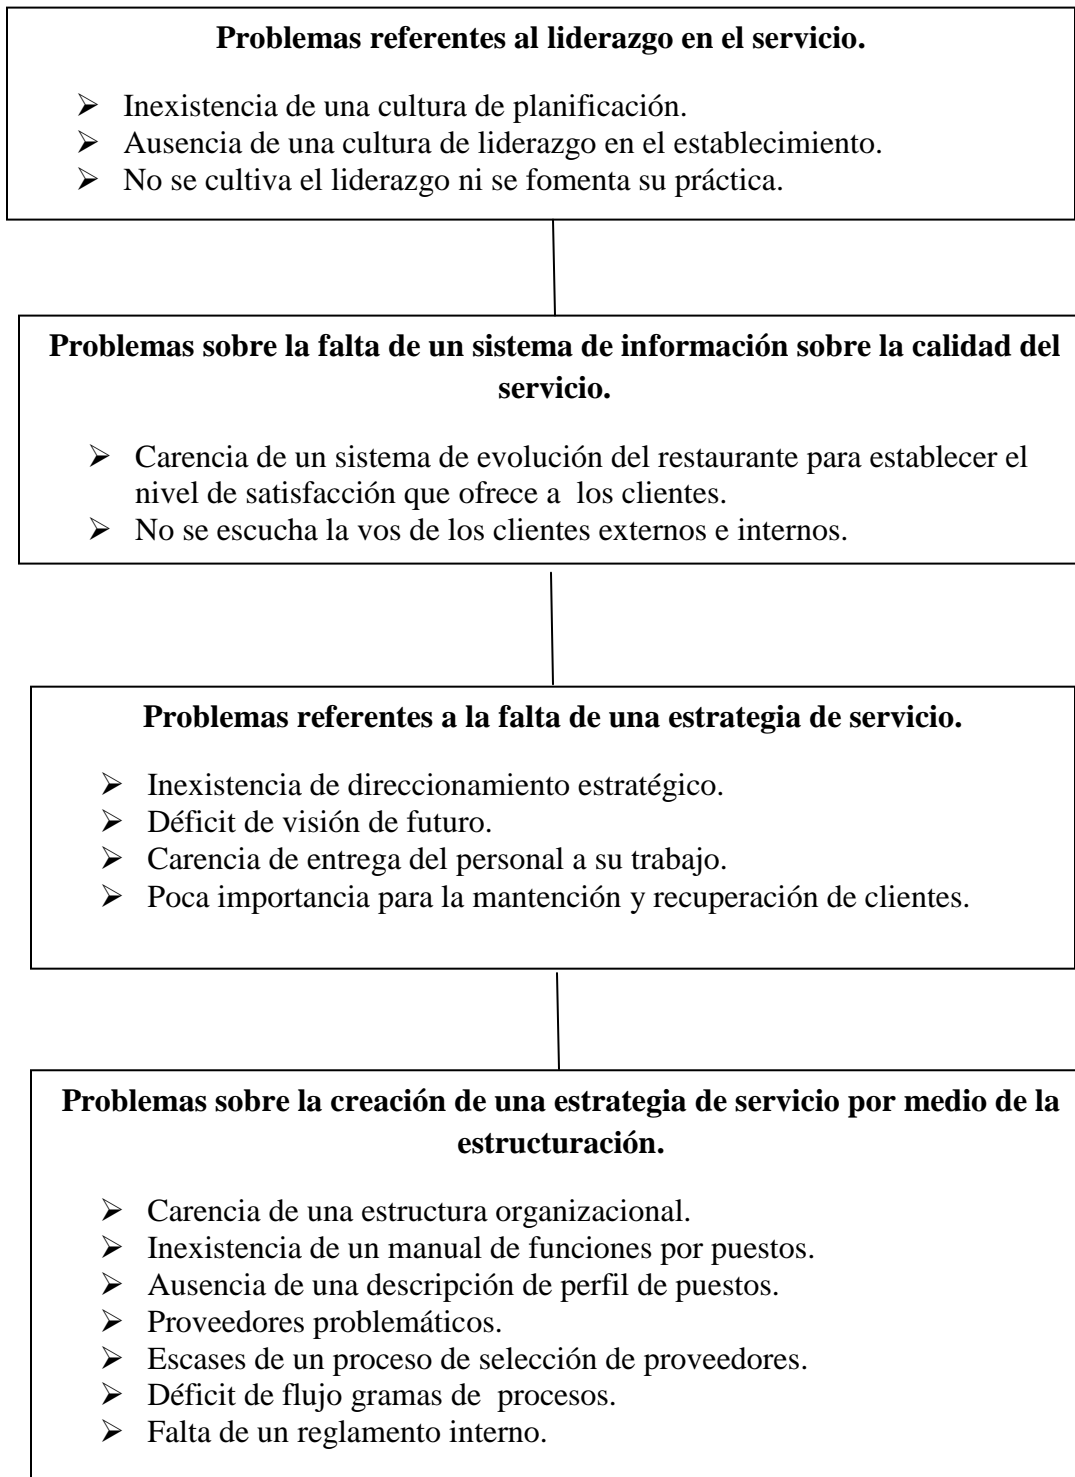 Problemas referentes al liderazgo en el servicio.
➢ Inexistencia de una cultura de planificación.
➢ Ausencia de una cultura de liderazgo en el establecimiento.
➢ No se cultiva el liderazgo ni se fomenta su práctica.
Problemas sobre la falta de un sistema de información sobre la calidad del
servicio.
➢ Carencia de un sistema de evolución del restaurante para establecer el
nivel de satisfacción que ofrece a  los clientes.
➢ No se escucha la vos de los clientes externos e internos.
Problemas referentes a la falta de una estrategia de servicio.
➢ Inexistencia de direccionamiento estratégico.
➢ Déficit de visión de futuro.
➢ Carencia de entrega del personal a su trabajo.
➢ Poca importancia para la mantención y recuperación de clientes.
Problemas sobre la creación de una estrategia de servicio por medio de la
estructuración.
➢ Carencia de una estructura organizacional.
➢ Inexistencia de un manual de funciones por puestos.
➢ Ausencia de una descripción de perfil de puestos.
➢ Proveedores problemáticos.
➢ Escases de un proceso de selección de proveedores.
➢ Déficit de flujo gramas de  procesos.
➢ Falta de un reglamento interno.